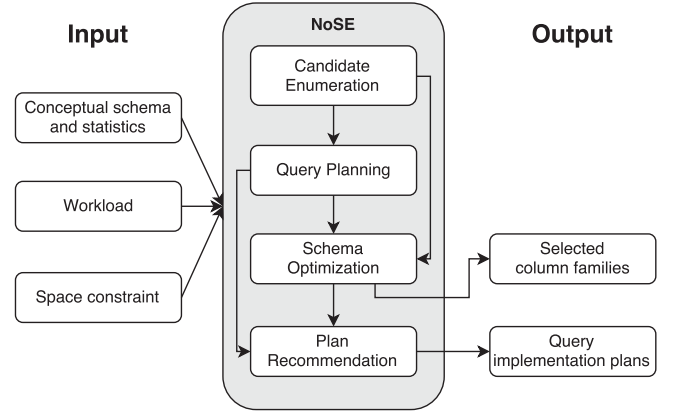 Input
NoSE
Output
Candidate
Enumeration
Conceptual schema
and statistics
Query Planning
Workload
Schema
Optimization
Selected
column families
Space constraint
Plan
Recommendation
Query
implementation plans